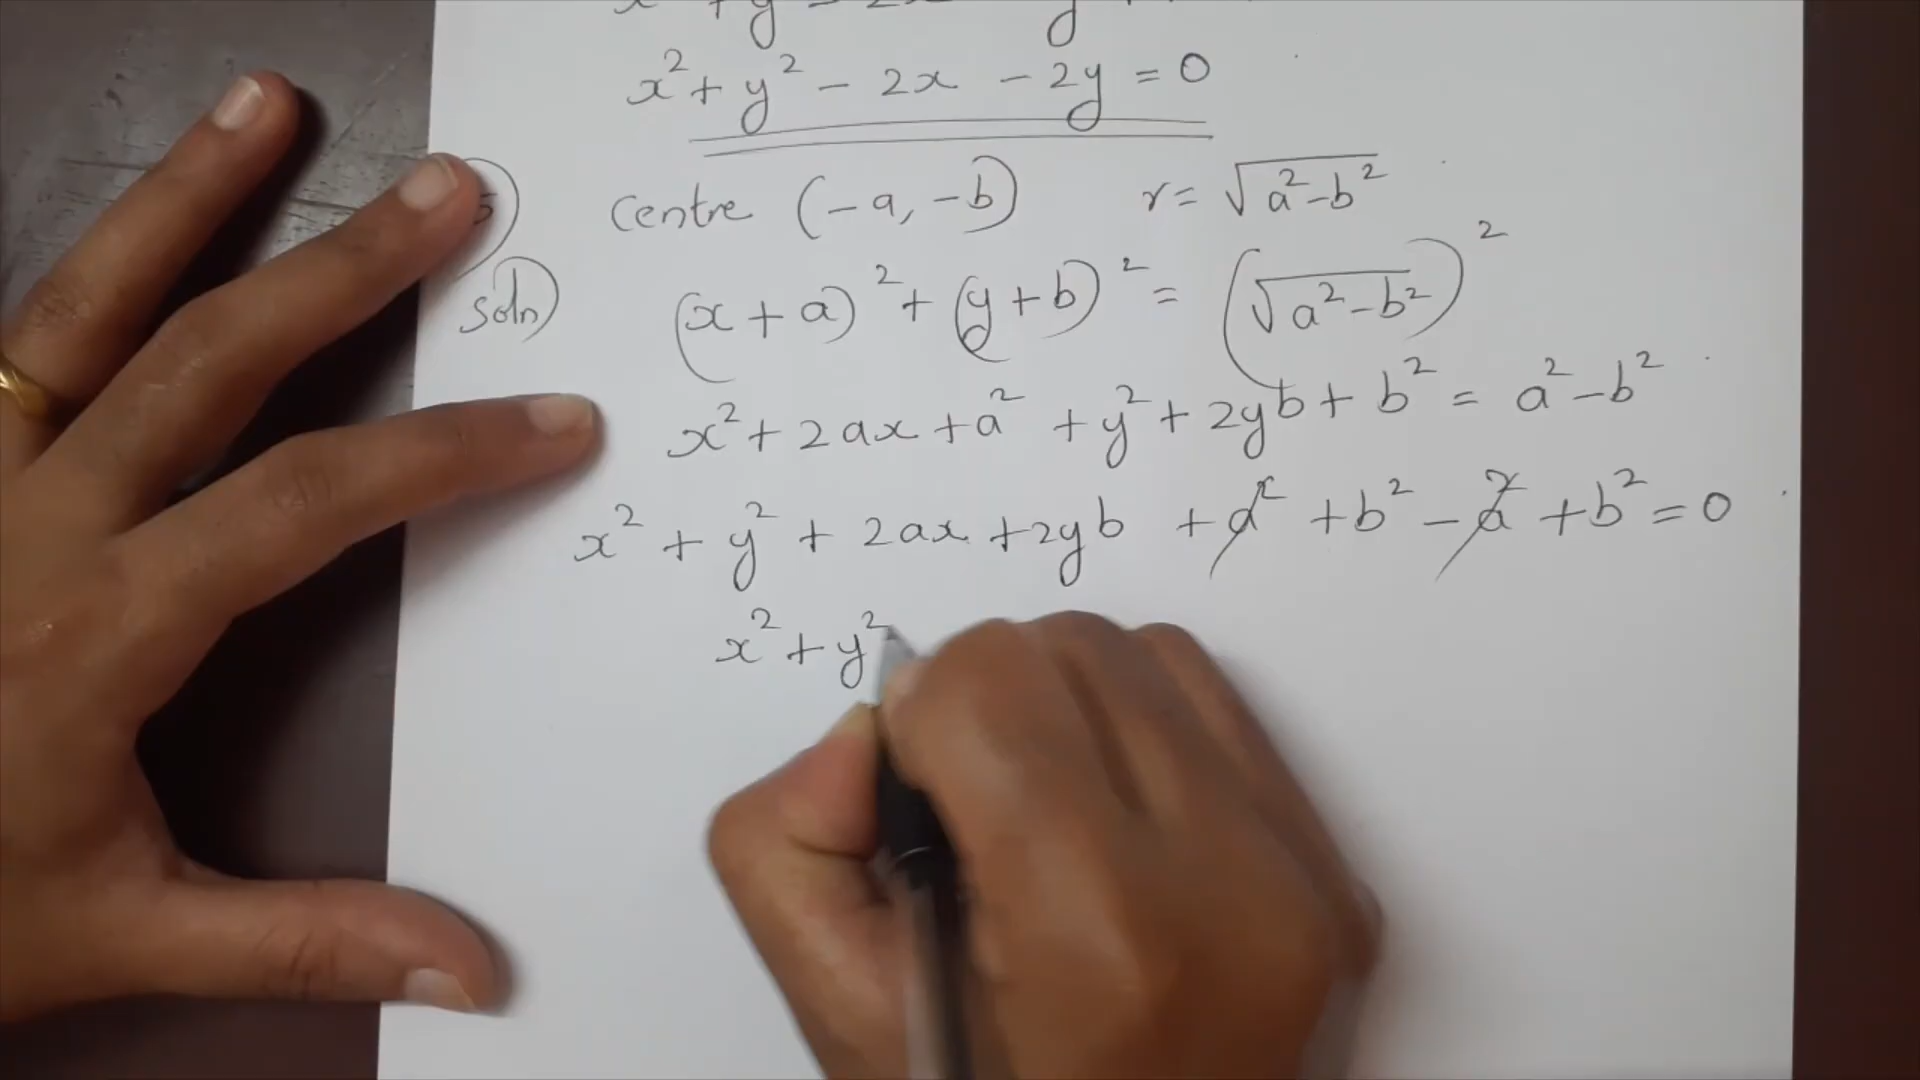 x² + y² - 2x - 2y = 0
5 Centre (-a, -b) r = √(a² - b²)
Soln (x + a)² + (y + b)² = (√(a² - b²))²
x² + 2ax + a² + y² + 2yb + b² = a² - b²
x² + y² + 2ax + 2yb + a² + b² - a² + b² = 0
x² + y²